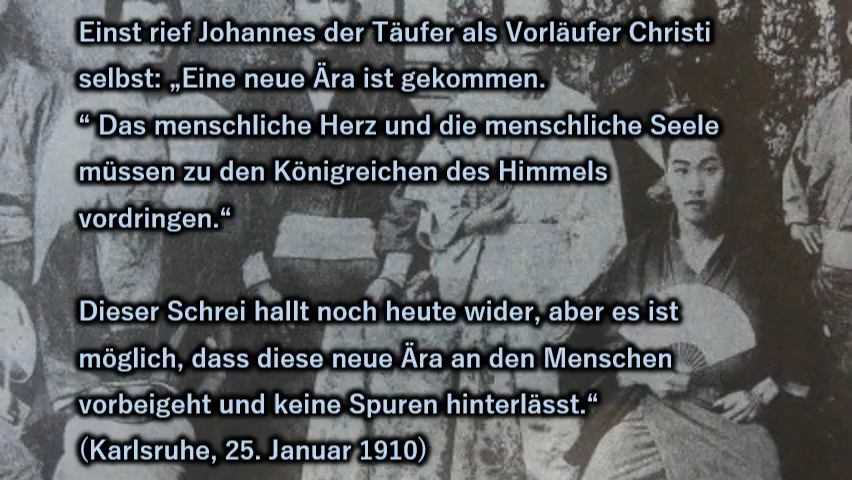 Einst rief Johannes der Täufer als Vorläufer Christi
selbst: „Eine neue Ära ist gekommen.
“ Das menschliche Herz und die menschliche Seele
müssen zu den Königreichen des Himmels
vordringen.“
Dieser Schrei hallt noch heute wider, aber es ist
möglich, dass diese neue Ära an den Menschen
vorbeigeht und keine Spuren hinterlässt.“
(Karlsruhe, 25. Januar 1910)